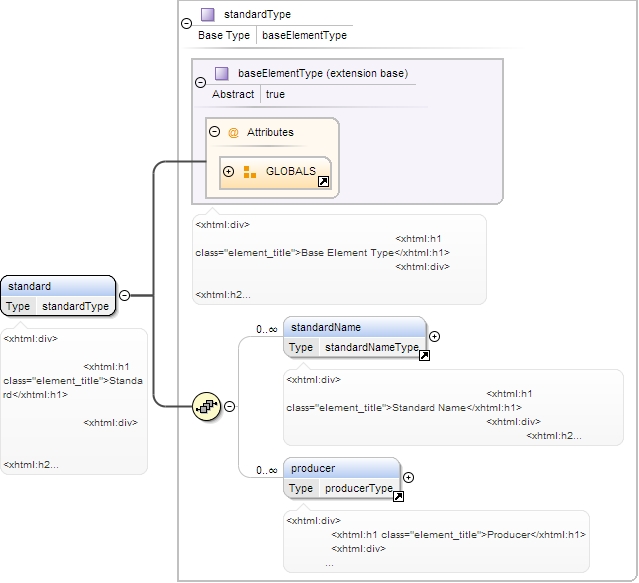 standardType
Base Type baseElementType
baseElementType (extension base)
Abstract true
@ Attributes
GLOBALS
<xhtml:div>
<xhtml:h1
class="element_title">Base Element Type</xhtml:h1>
<xhtml:div>
<xhtml:h2...
standard
Type standardType
<xhtml:div>
<xhtml:h1
class="element_title">Standa
rd</xhtml:h1>
<xhtml:div>
<xhtml:h2...
0..∞ standardName
Type standardNameType
<xhtml:div>
<xhtml:h1
class="element_title">Standard Name</xhtml:h1>
<xhtml:div>
<xhtml:h2...
0..∞ producer
Type producerType
<xhtml:div>
<xhtml:h1 class="element_title">Producer</xhtml:h1>
<xhtml:div>
...